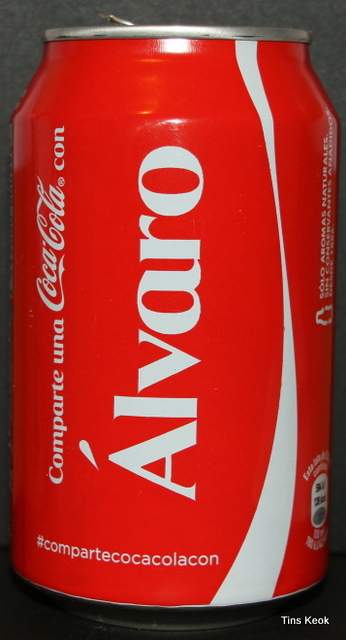 Comparte una Coca-Cola® con
Álvaro
#compartecocacolacon
SÓLO AROMAS NATURALES.
Tins Keok